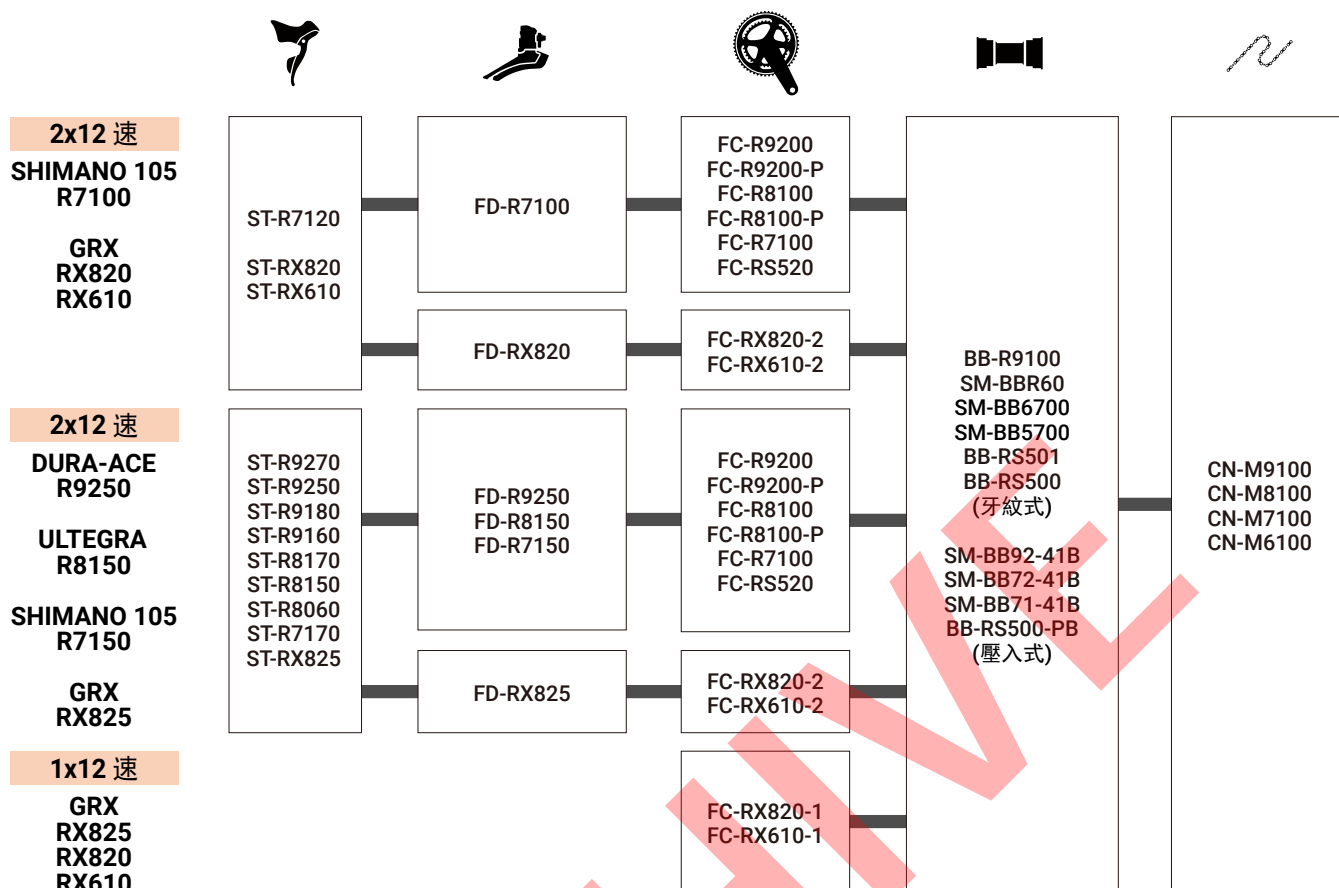 2x12 速
SHIMANO 105
R7100
GRX
RX820
RX610
ST-R7120
ST-RX820
ST-RX610
FD-R7100
FC-R9200
FC-R9200-P
FC-R8100
FC-R8100-P
FC-R7100
FC-RS520
FD-RX820
FC-RX820-2
FC-RX610-2
2x12 速
DURA-ACE
R9250
ULTEGRA
R8150
SHIMANO 105
R7150
GRX
RX825
ST-R9270
ST-R9250
ST-R9180
ST-R9160
ST-R8170
ST-R8150
ST-R8060
ST-R7170
ST-RX825
FD-R9250
FD-R8150
FD-R7150
FC-R9200
FC-R9200-P
FC-R8100
FC-R8100-P
FC-R7100
FC-RS520
FD-RX825
FC-RX820-2
FC-RX610-2
1x12 速
GRX
RX825
RX820
RX610
FC-RX820-1
FC-RX610-1
BB-R9100
SM-BBR60
SM-BB6700
SM-BB5700
BB-RS501
BB-RS500
(牙紋式)
SM-BB92-41B
SM-BB72-41B
SM-BB71-41B
BB-RS500-PB
(壓入式)
CN-M9100
CN-M8100
CN-M7100
CN-M6100